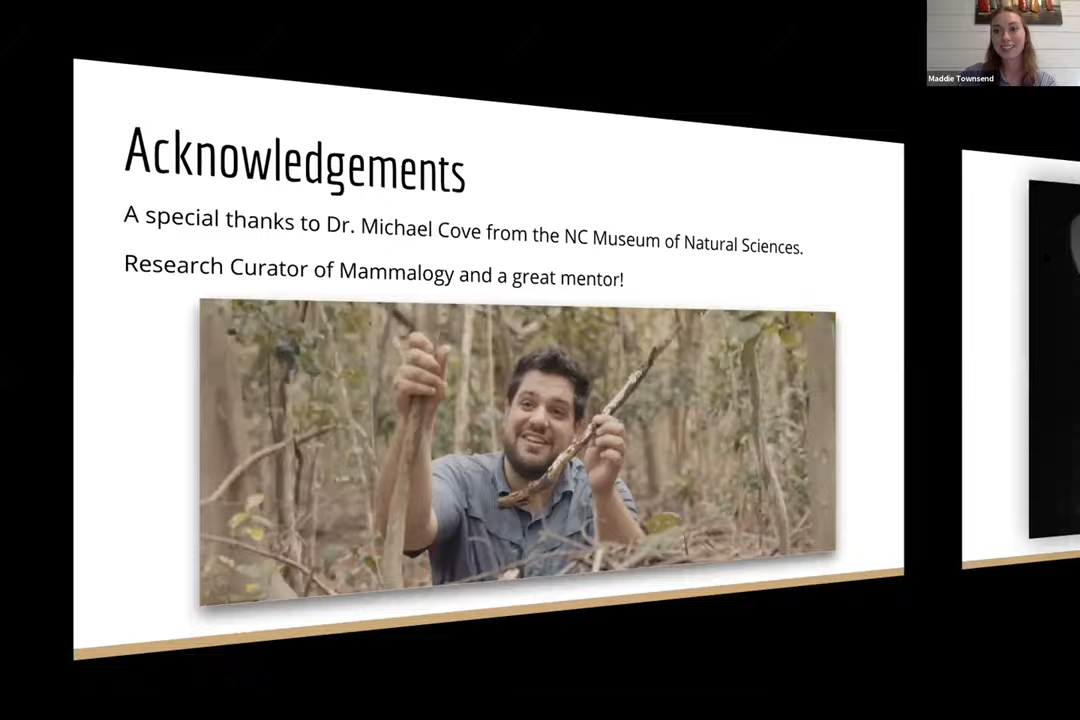 Maddie Townsend
Acknowledgements
A special thanks to Dr. Michael Cove from the NC Museum of Natural Sciences.
Research Curator of Mammalogy and a great mentor!